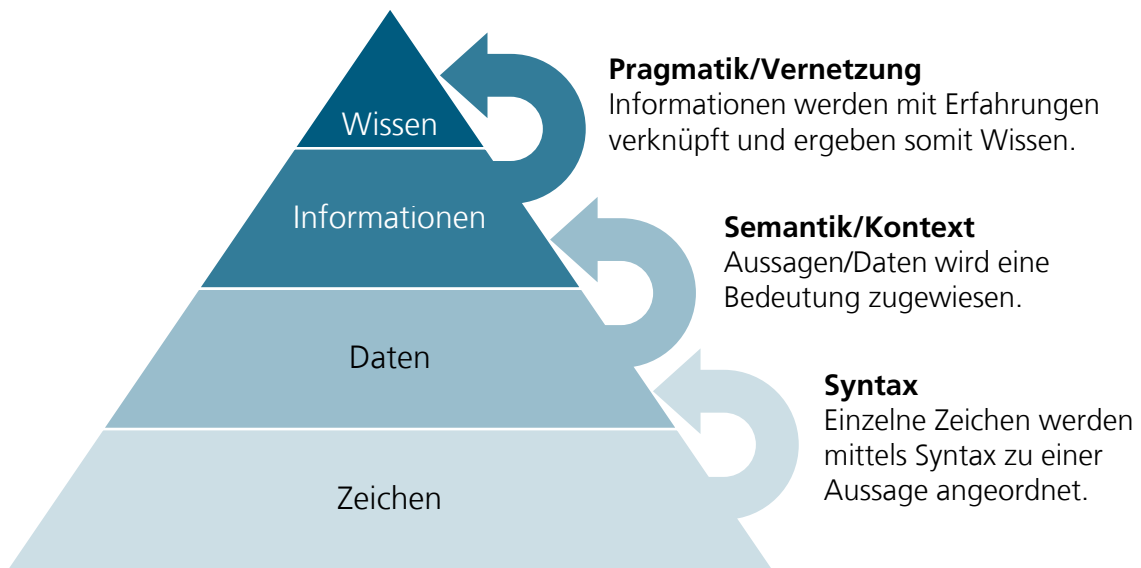 Wissen
Pragmatik/Vernetzung
Informationen werden mit Erfahrungen
verknüpft und ergeben somit Wissen.
Informationen
Semantik/Kontext
Aussagen/Daten wird eine
Bedeutung zugewiesen.
Daten
Syntax
Einzelne Zeichen werden
mittels Syntax zu einer
Aussage angeordnet.
Zeichen